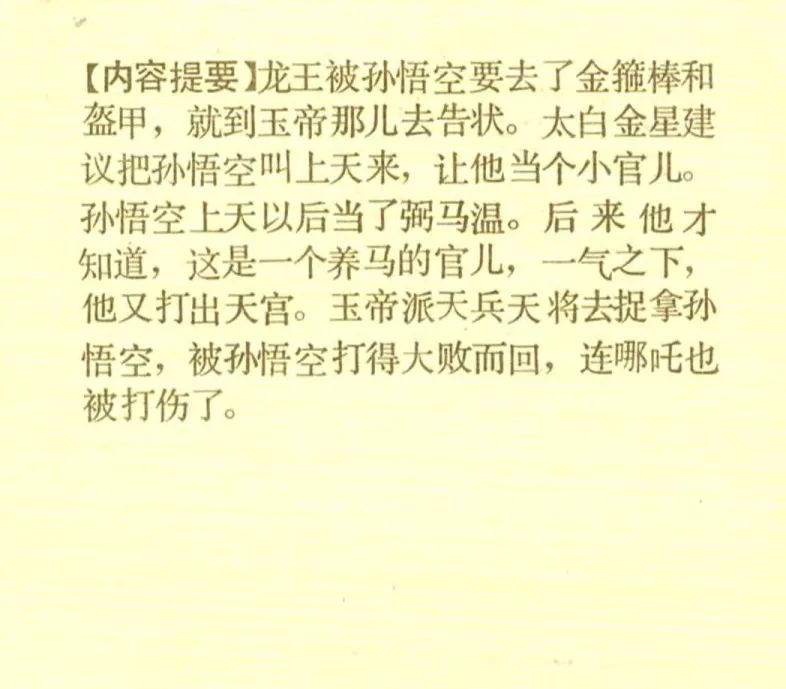 【内容提要】龙王被孙悟空要去了金箍棒和
盔甲，就到玉帝那儿去告状。太白金星建
议把孙悟空叫上天来，让他当个小官儿。
孙悟空上天以后当了弼马温。后来他才
知道，这是一个养马的官儿，一气之下，
他又打出天宫。玉帝派天兵天将去捉拿孙
悟空，被孙悟空打得大败而回，连哪吒也
被打伤了。